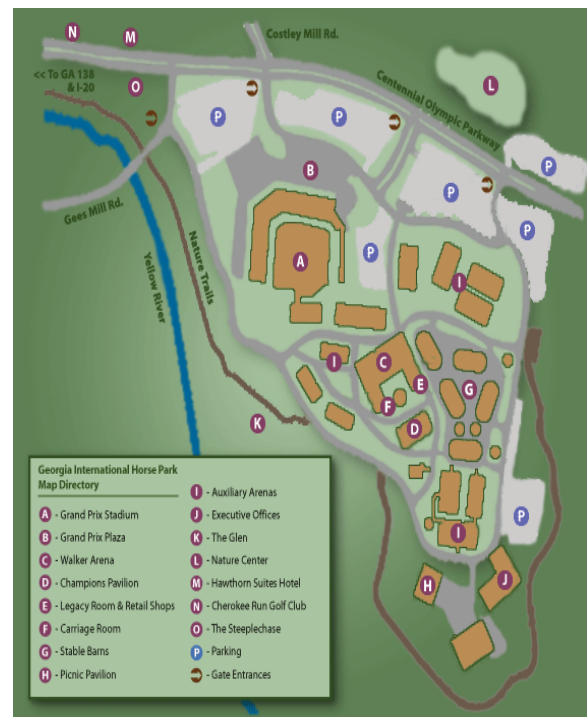 N
M
Costley Mill Rd.
<< To GA 138
& I-20
O
L
Centennial Olympic Parkway
P
P
P
P
B
P
P
Gees Mill Rd.
Nature Trails
Yellow River
A
I
I
C
E
G
F
D
K
I
P
H
J
Georgia International Horse Park
Map Directory
A - Grand Prix Stadium
B - Grand Prix Plaza
C - Walker Arena
D - Champions Pavilion
E - Legacy Room & Retail Shops
F - Carriage Room
G - Stable Barns
H - Picnic Pavilion
I - Auxiliary Arenas
J - Executive Offices
K - The Glen
L - Nature Center
M - Hawthorn Suites Hotel
N - Cherokee Run Golf Club
O - The Steeplechase
P - Parking
- Gate Entrances